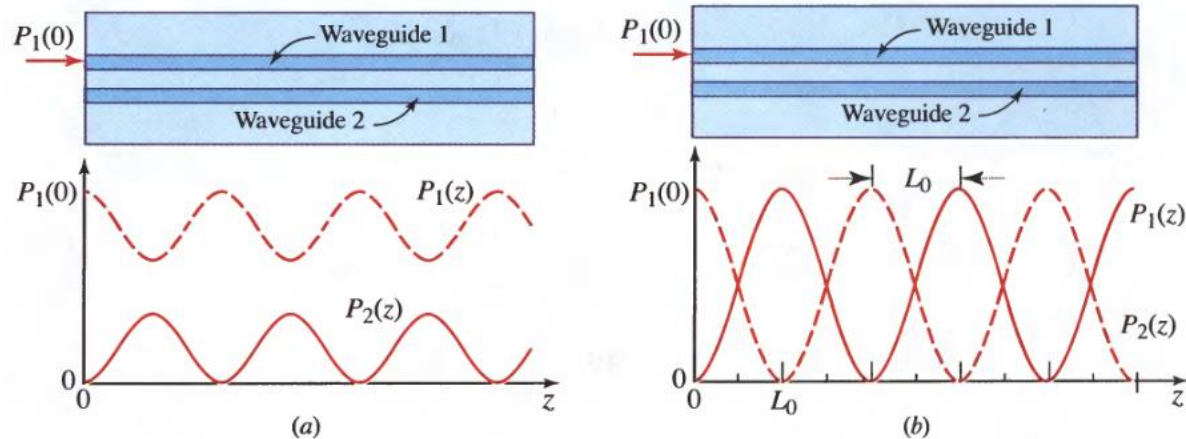 P₁(0)
Waveguide 1
Waveguide 2
P₁(0)
P₁(z)
P₂(z)
0
0
z
(a)
P₁(0)
Waveguide 1
Waveguide 2
P₁(0)
L₀
P₁(z)
P₂(z)
0
0
L₀
z
(b)